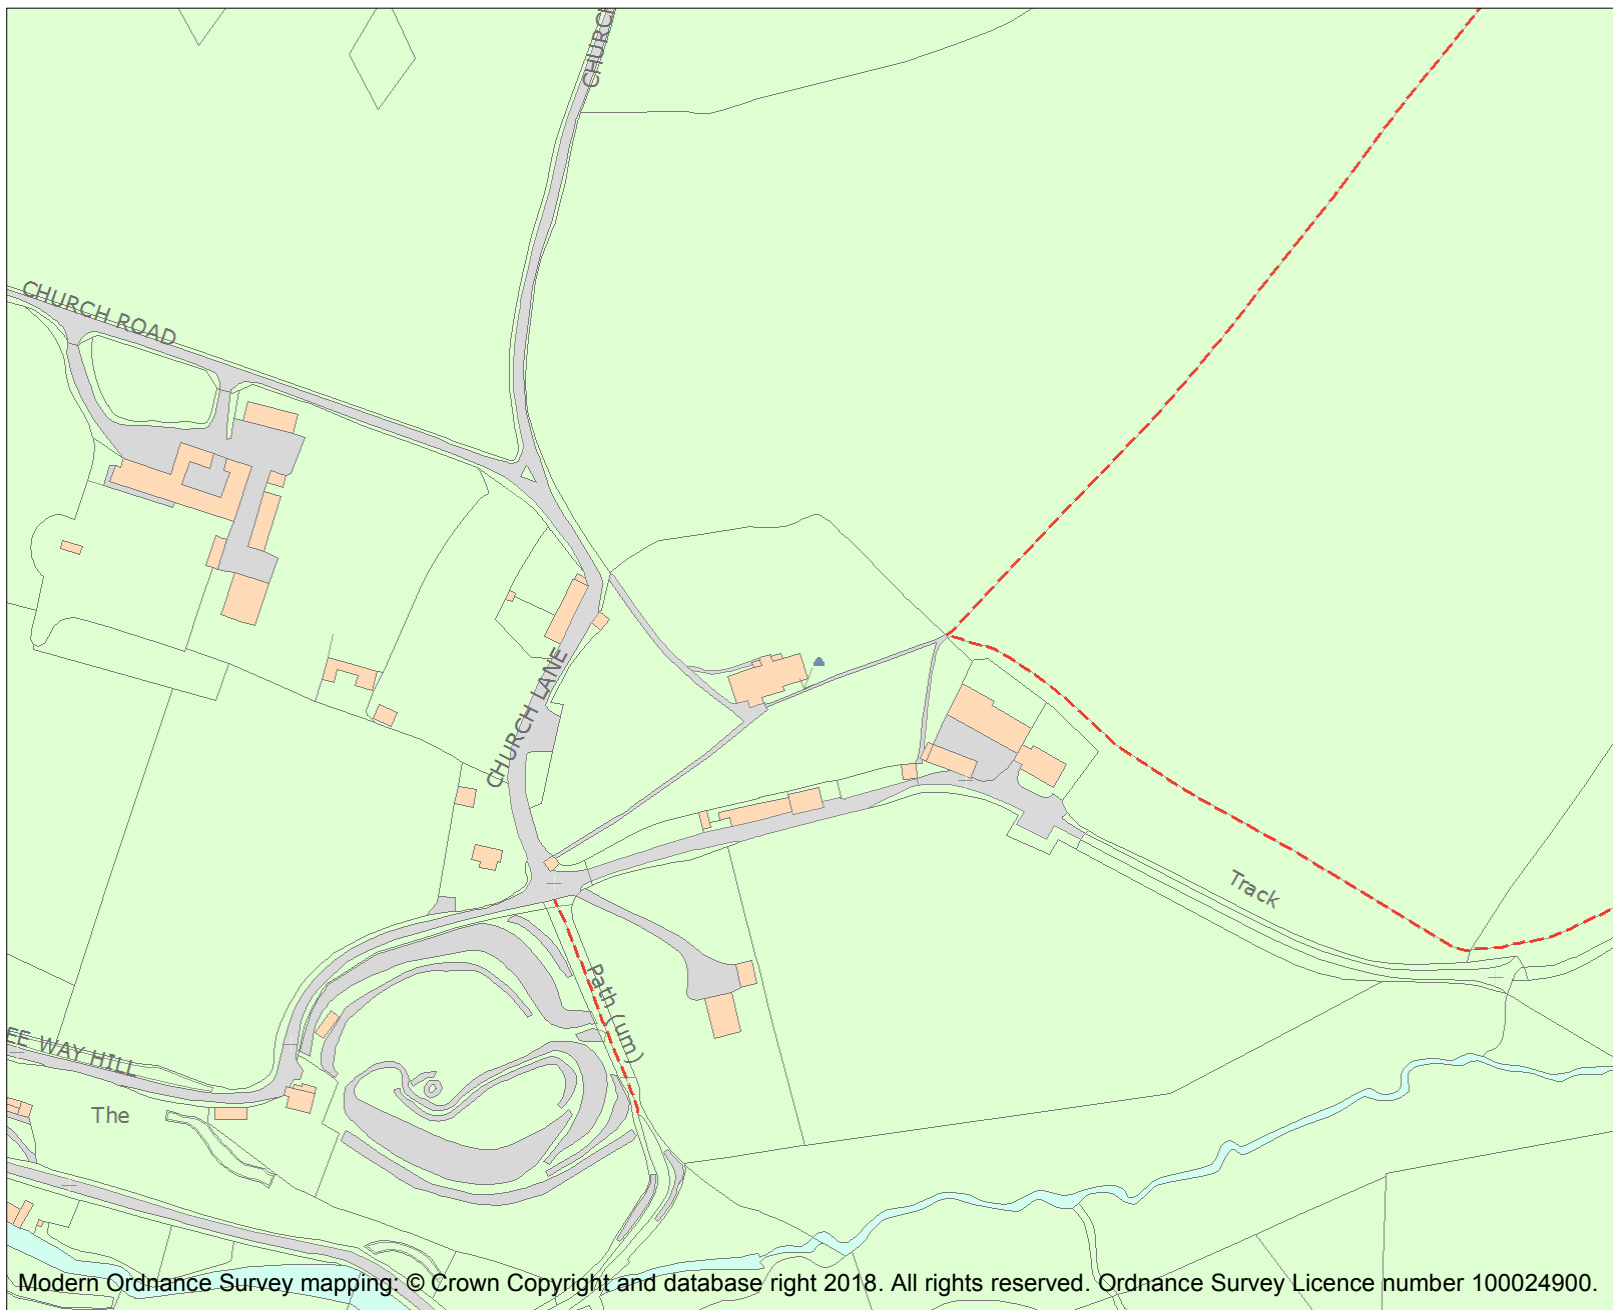 CHURCH
CHURCH ROAD
CHURCH LANE
Track
Path (um)
EE WAY HILL
The
Modern Ordnance Survey mapping: © Crown Copyright and database right 2018. All rights reserved. Ordnance Survey Licence number 100024900.